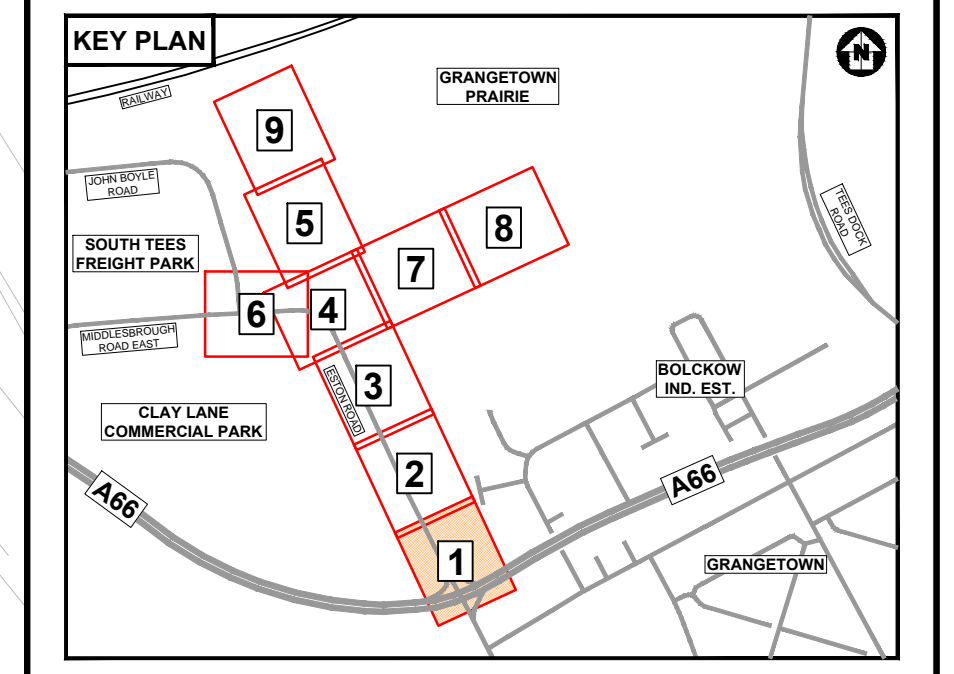 KEY PLAN
N
GRANGETOWN
PRAIRIE
RAILWAY
9
JOHN BOYLE
ROAD
TEES DOCK
ROAD
5
8
SOUTH TEES
FREIGHT PARK
7
6
4
MIDDLESBROUGH
ROAD EAST
3
ESTON ROAD
BOLCKOW
IND. EST.
CLAY LANE
COMMERCIAL PARK
2
A66
A66
1
GRANGETOWN